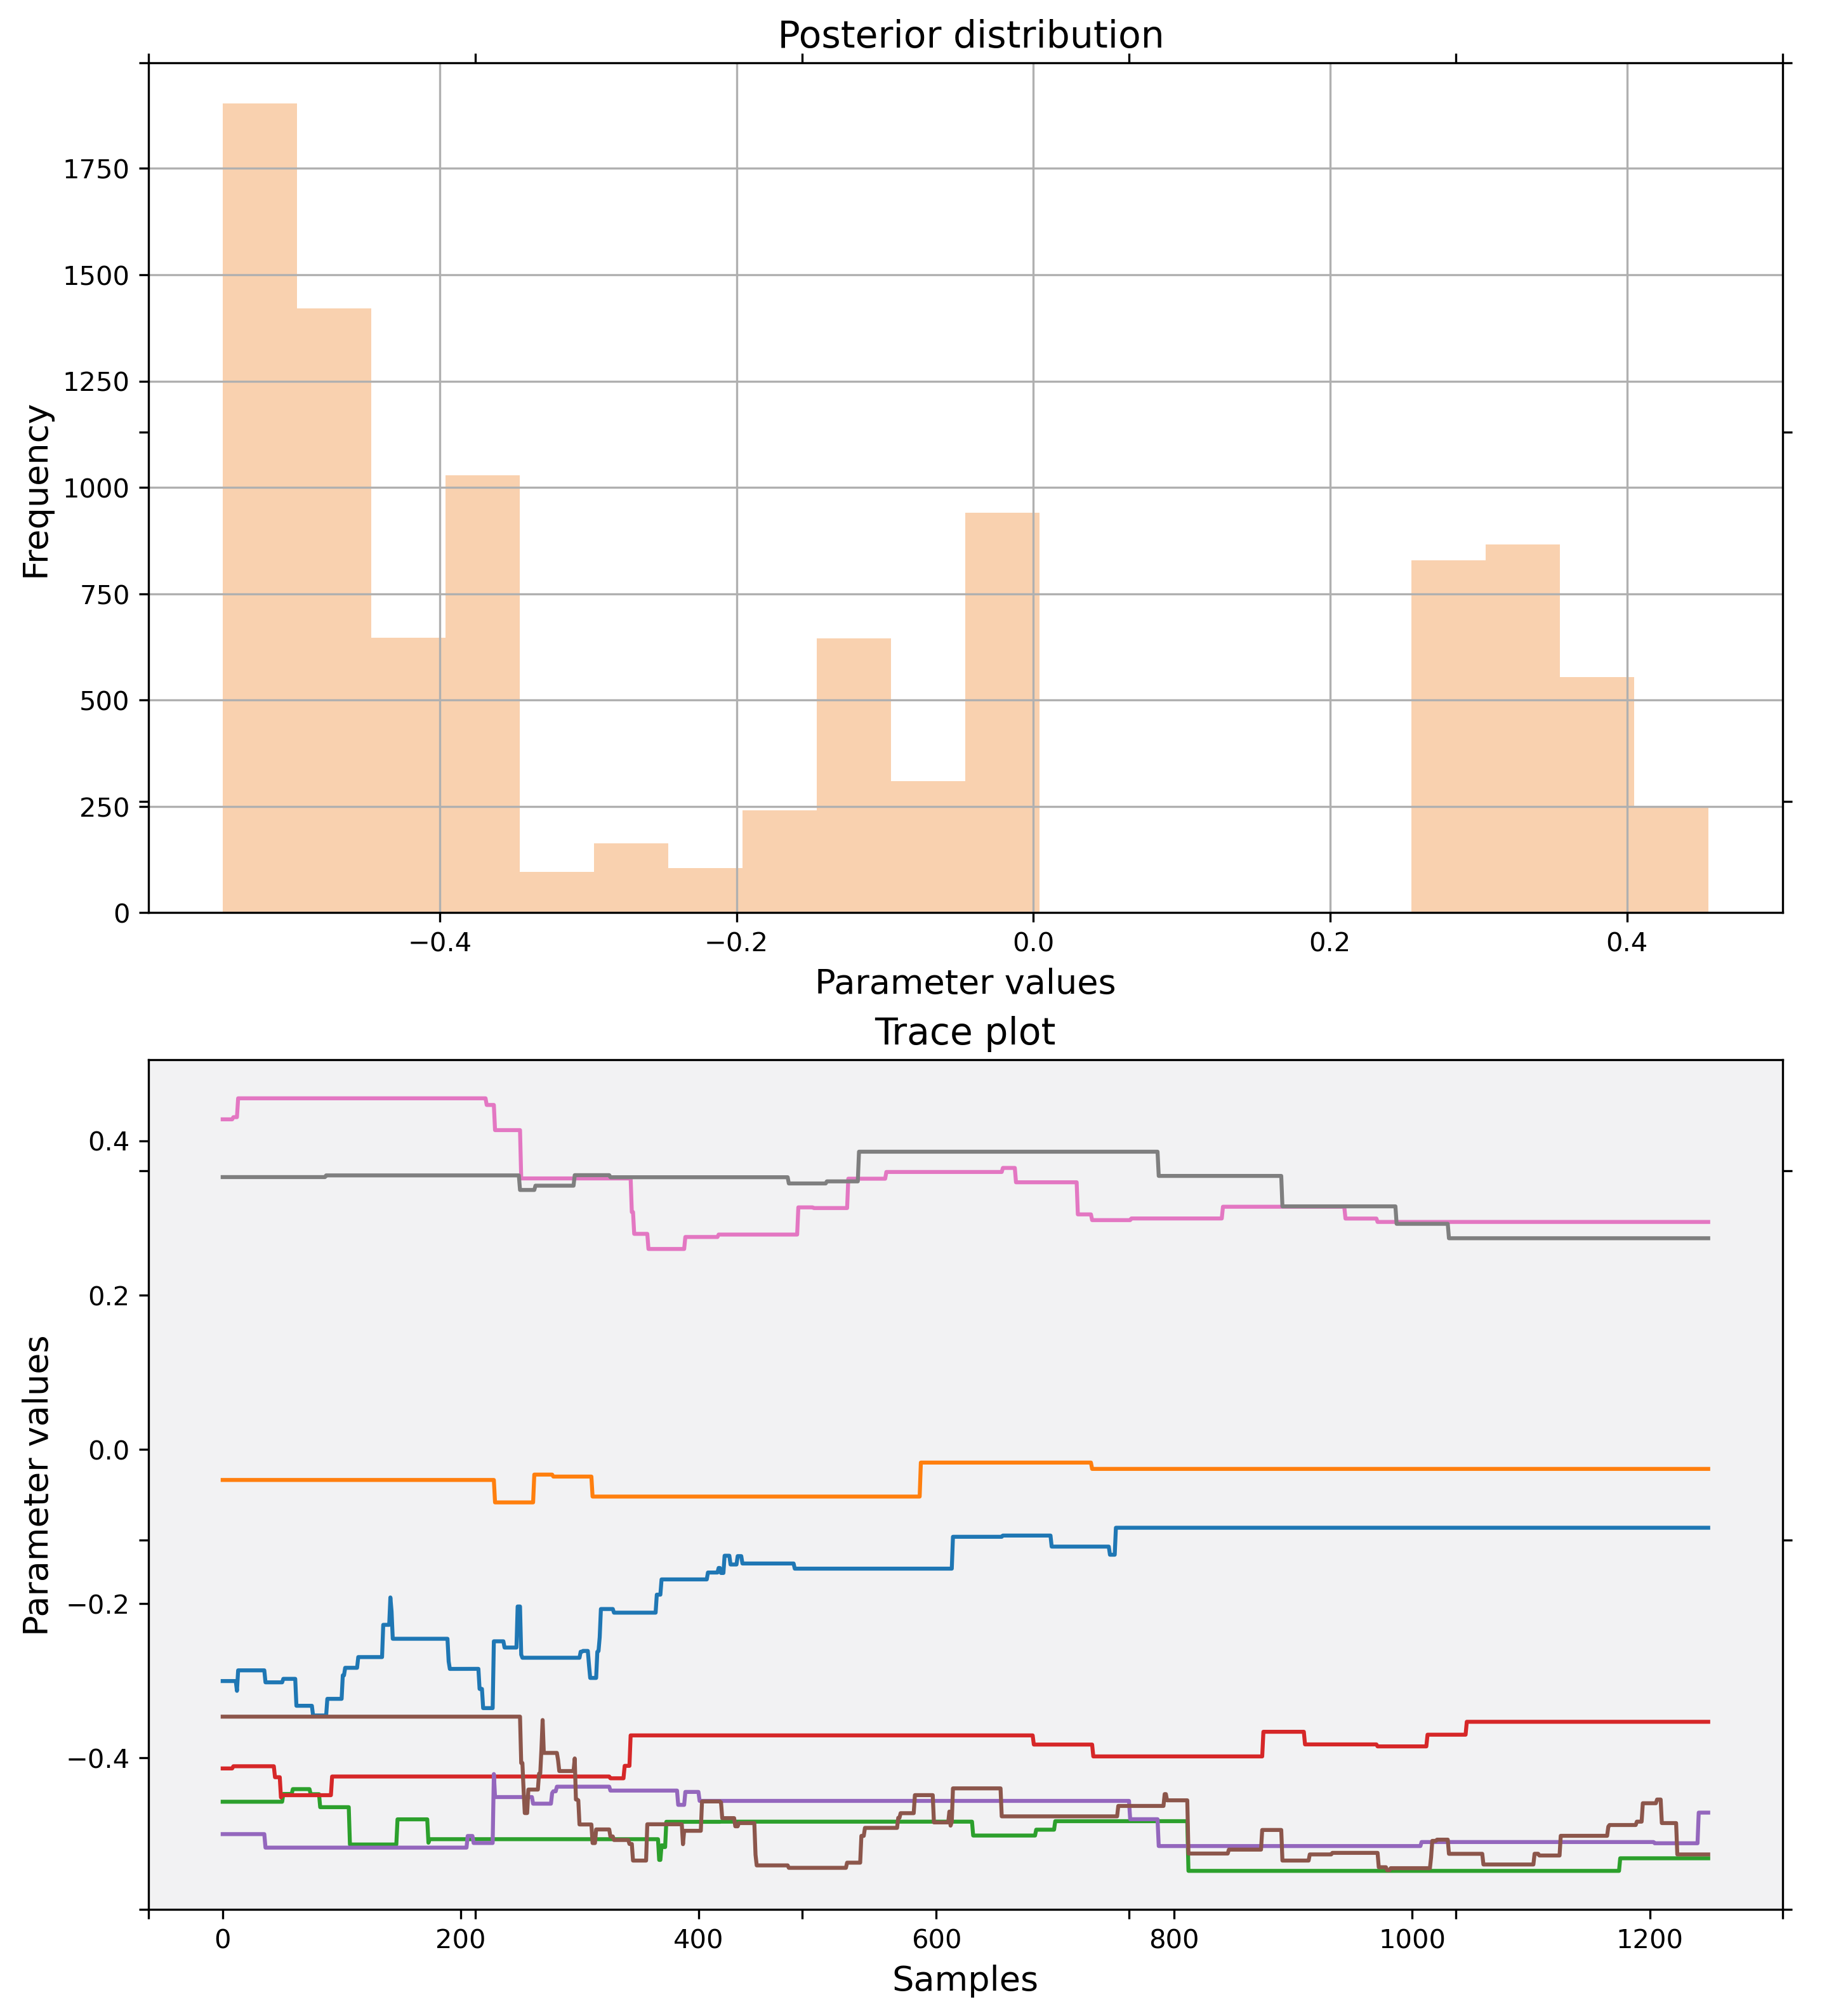 Posterior distribution
1750
1500
1250
1000
750
500
250
0
Frequency
−0.4 −0.2 0.0 0.2 0.4
Parameter values
Trace plot
0.4
0.2
0.0
−0.2
−0.4
Parameter values
0 200 400 600 800 1000 1200
Samples